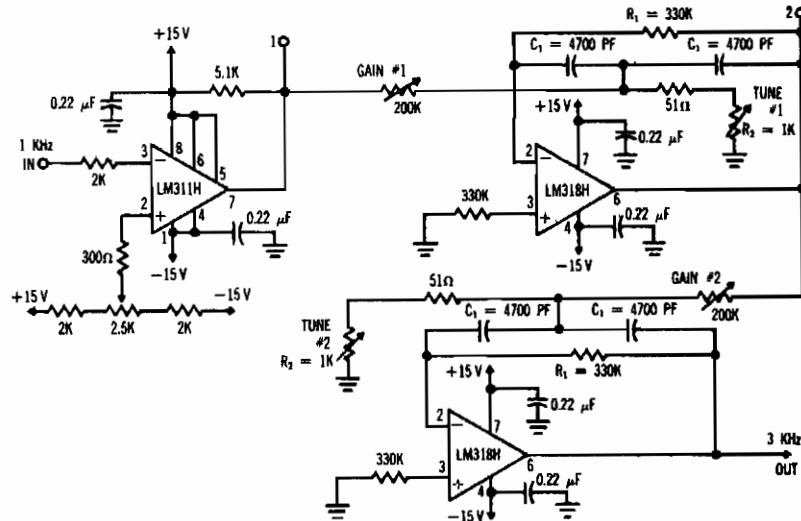 R₁ = 330K
2
+15 V
1
C₁ = 4700 PF
C₁ = 4700 PF
5.1K
GAIN #1
0.22 µF
200K
51Ω
TUNE
#1
R₂ = 1K
+15 V
0.22 µF
1 KHz
IN
3
8
6
5
2K
LM311H
7
2
7
LM318H
6
2
4
1
0.22 µF
330K
3
4
0.22 µF
300Ω
−15 V
−15 V
+15 V
−15 V
2K
2.5K
2K
51Ω
C₁ = 4700 PF
C₁ = 4700 PF
GAIN #2
200K
TUNE
#2
R₂ = 1K
R₁ = 330K
+15 V
0.22 µF
2
7
LM318H
6
3 KHz
OUT
330K
3
4
0.22 µF
−15 V